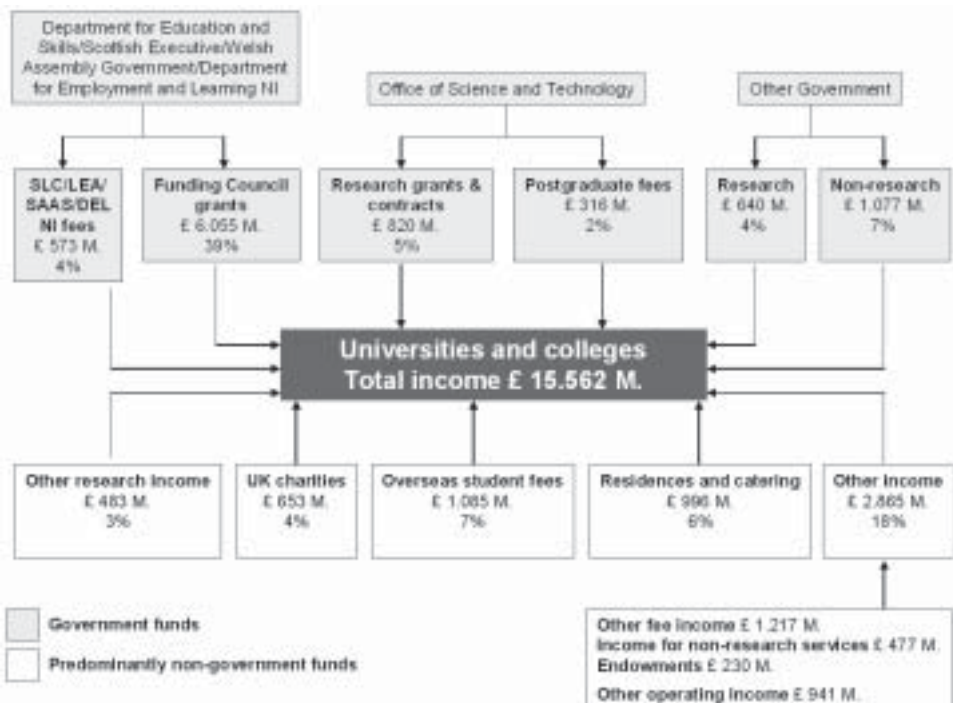 Department for Education and
Skills/Scottish Executive/Welsh
Assembly Government/Department
for Employment and Learning NI
Office of Science and Technology
Other Government
SLC/LEA/
SAAS/DEL
NI fees
£ 573 M.
4%
Funding Council
grants
£ 6.055 M.
39%
Research grants &
contracts
£ 820 M.
5%
Postgraduate fees
£ 316 M.
2%
Research
£ 640 M.
4%
Non-research
£ 1.077 M.
7%
Universities and colleges
Total income £ 15.562 M.
Other research income
£ 483 M.
3%
UK charities
£ 653 M.
4%
Overseas student fees
£ 1.085 M.
7%
Residences and catering
£ 996 M.
6%
Other income
£ 2.865 M.
18%
Government funds
Predominantly non-government funds
Other fee income £ 1.217 M.
Income for non-research services £ 477 M.
Endowments £ 230 M.
Other operating income £ 941 M.